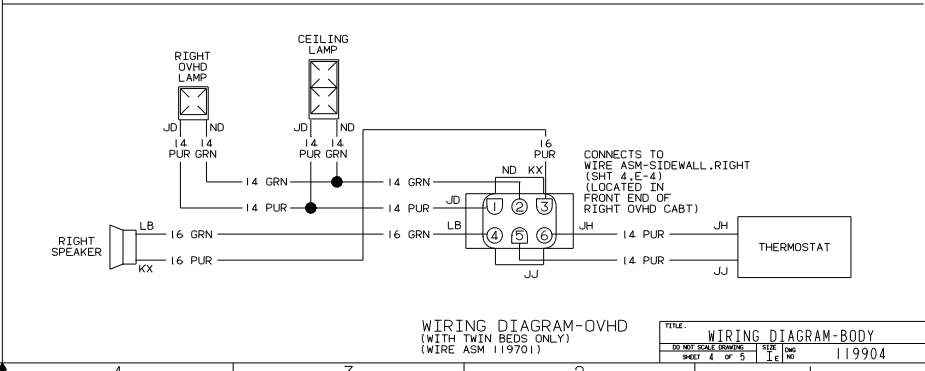 CEILING
LAMP
RIGHT
OVHD
LAMP
JD ND
JD ND
14 14
PUR GRN
14 14
PUR GRN
16
PUR
CONNECTS TO
WIRE ASM-SIDEWALL,RIGHT
(SHT 4,E-4)
(LOCATED IN
FRONT END OF
RIGHT OVHD CABT)
ND KX
14 GRN
14 GRN
JD
14 PUR
14 PUR
1 2 3
LB
16 GRN
16 GRN
LB
4 5 6
JH
14 PUR
JH
RIGHT
SPEAKER
KX
16 PUR
JJ
14 PUR
JJ
THERMOSTAT
WIRING DIAGRAM-OVHD
(WITH TWIN BEDS ONLY)
(WIRE ASM 119701)
TITLE.
WIRING DIAGRAM-BODY
DO NOT SCALE DRAWING
SHEET 4 OF 5
SIZE
IE
DWG
NO
119904